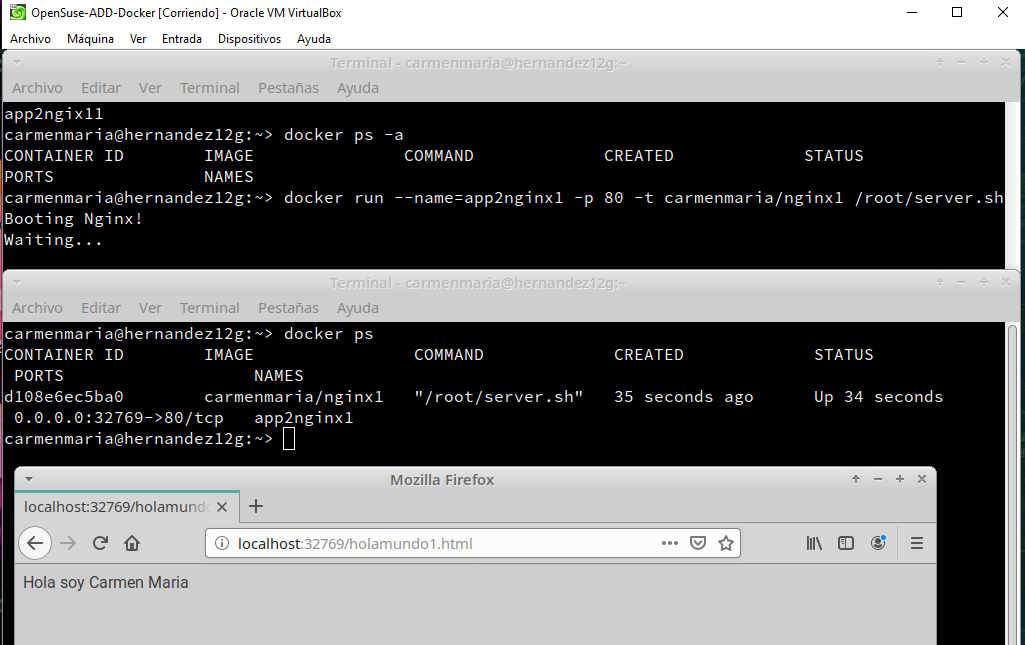 OpenSuse-ADD-Docker [Corriendo] - Oracle VM VirtualBox
Archivo Máquina Ver Entrada Dispositivos Ayuda
Terminal - carmenmaria@hernandez12g:~
Archivo Editar Ver Terminal Pestañas Ayuda
app2ngix11
carmenmaria@hernandez12g:~> docker ps -a
CONTAINER ID IMAGE COMMAND CREATED STATUS
PORTS NAMES
carmenmaria@hernandez12g:~> docker run --name=app2nginx1 -p 80 -t carmenmaria/nginx1 /root/server.sh
Booting Nginx!
Waiting...
Terminal - carmenmaria@hernandez12g:~
Archivo Editar Ver Terminal Pestañas Ayuda
carmenmaria@hernandez12g:~> docker ps
CONTAINER ID IMAGE COMMAND CREATED STATUS
PORTS NAMES
d108e6ec5ba0 carmenmaria/nginx1 "/root/server.sh" 35 seconds ago Up 34 seconds
0.0.0.0:32769->80/tcp app2nginx1
carmenmaria@hernandez12g:~>
Mozilla Firefox
localhost:32769/holamund
localhost:32769/holamundo1.html
Hola soy Carmen Maria